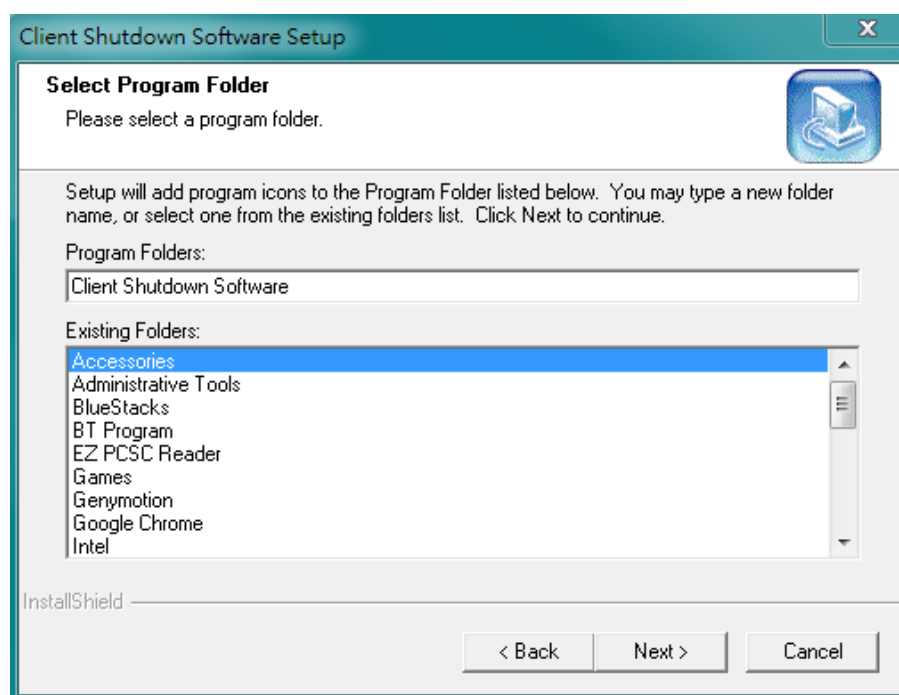 Client Shutdown Software Setup
Select Program Folder
Please select a program folder.
Setup will add program icons to the Program Folder listed below.  You may type a new folder
name, or select one from the existing folders list.  Click Next to continue.
Program Folders:
Client Shutdown Software
Existing Folders:
Accessories
Administrative Tools
BlueStacks
BT Program
EZ PCSC Reader
Games
Genymotion
Google Chrome
Intel
InstallShield
< Back
Next >
Cancel